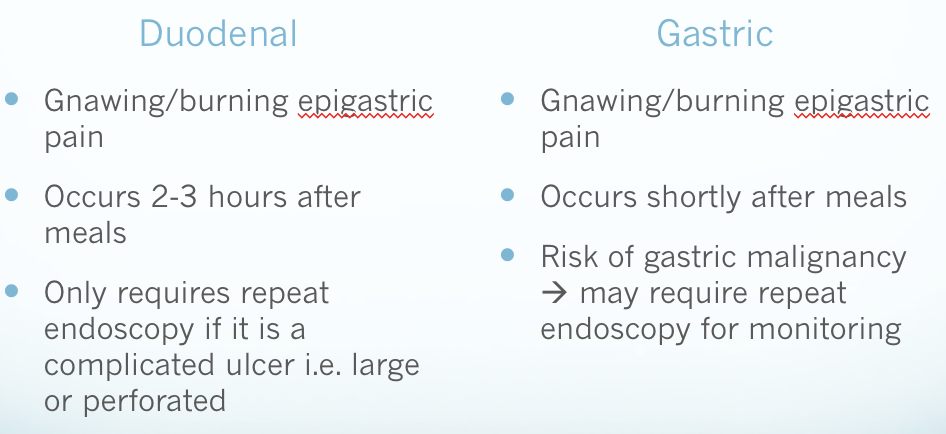 Duodenal
• Gnawing/burning epigastric
pain
• Occurs 2-3 hours after
meals
• Only requires repeat
endoscopy if it is a
complicated ulcer i.e. large
or perforated
Gastric
• Gnawing/burning epigastric
pain
• Occurs shortly after meals
• Risk of gastric malignancy
→ may require repeat
endoscopy for monitoring